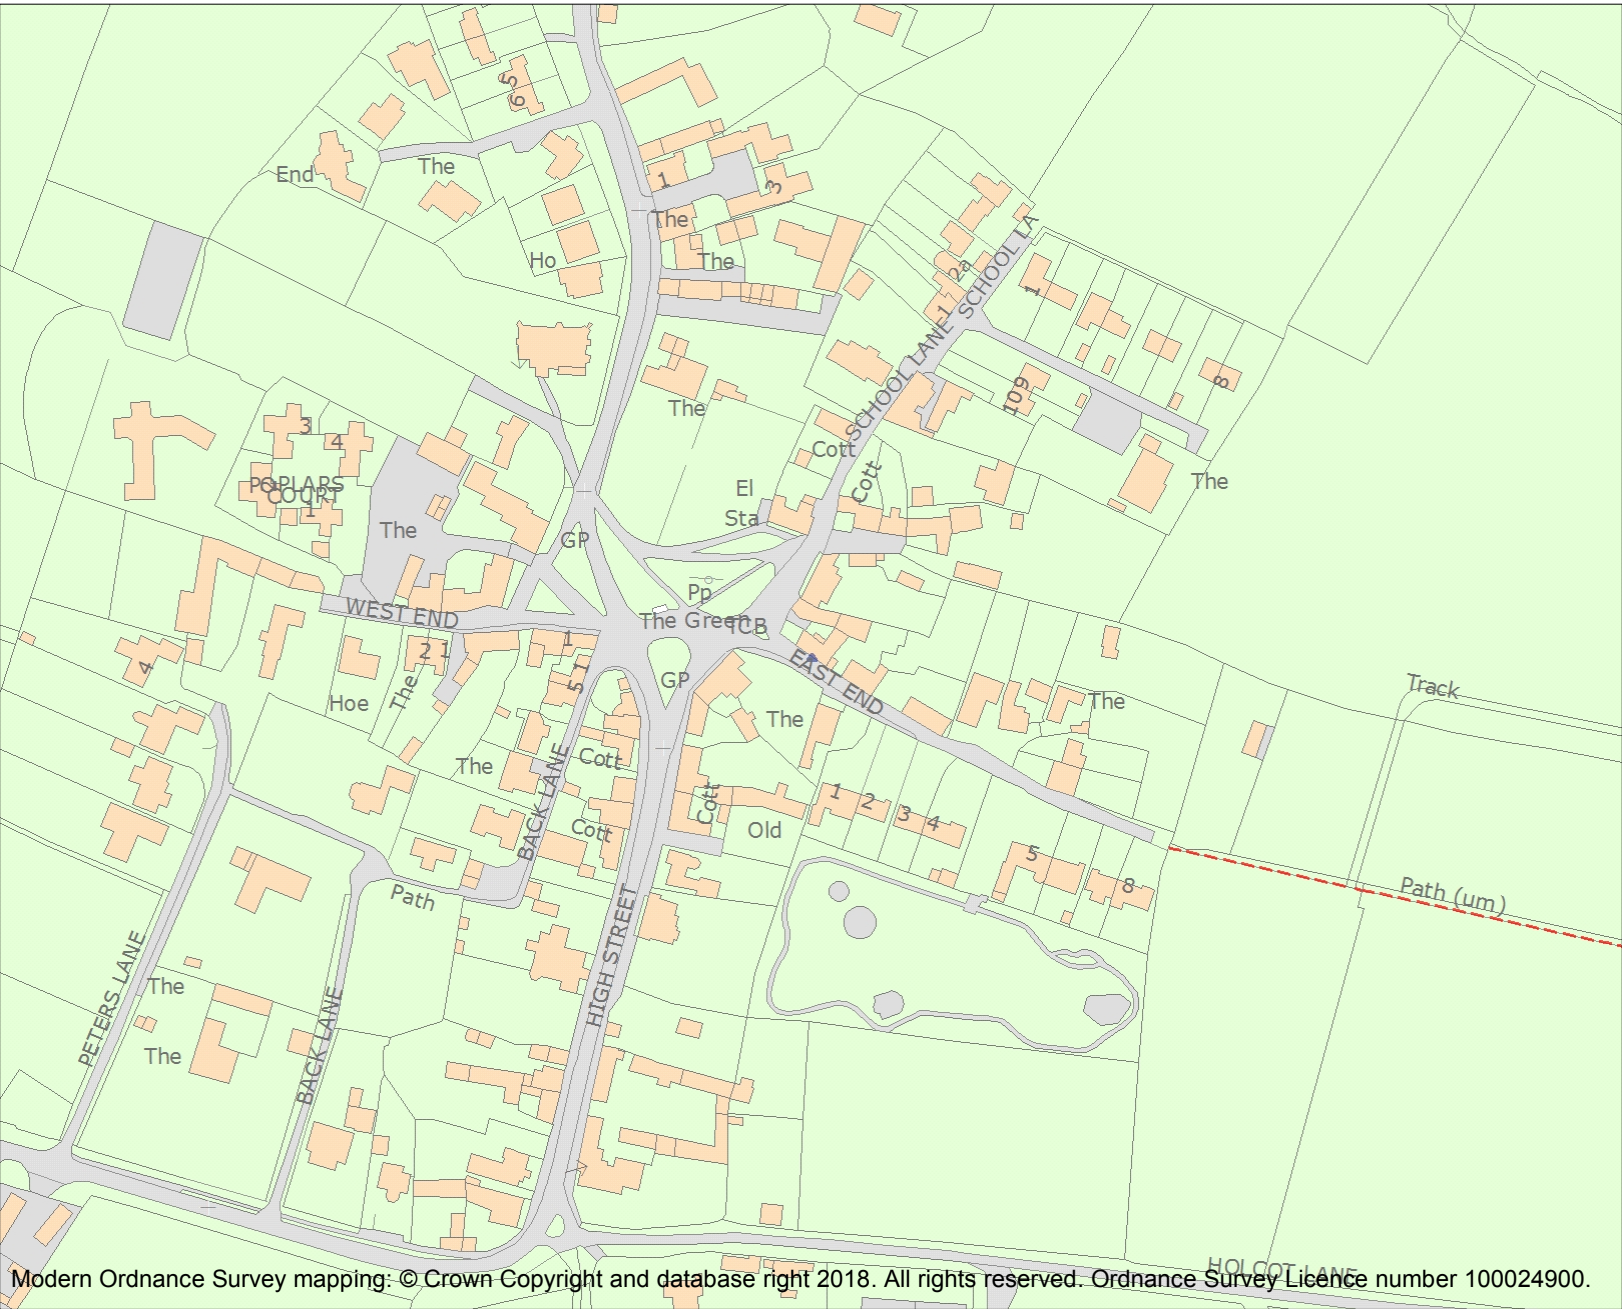 5
6
The
End
1
3
The
Ho
The
SCHOOL LA
2a
1
1
SCHOOL LANE
8
109
The
3
4
Cott
POPLARS
COURT
1
Cott
El
Sta
The
The
GP
Pp
WEST END
The Green
TCB
1
2 1
4
EAST END
5 1
GP
The
Hoe
The
The
Track
The
Cott
BACK LANE
Cott
1
2
3
4
Cott
Old
5
8
Path (um)
Path
HIGH STREET
PETERS LANE
The
BACK LANE
The
HOLCOT LANE
Modern Ordnance Survey mapping: © Crown Copyright and database right 2018. All rights reserved. Ordnance Survey Licence number 100024900.